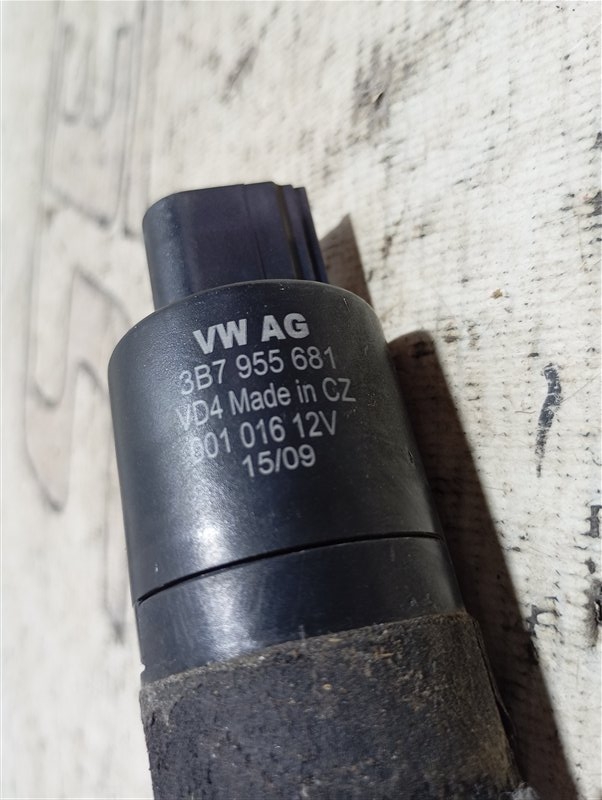 VW AG
3B7 955 681
VD4 Made in CZ
001 016 12V
15/09